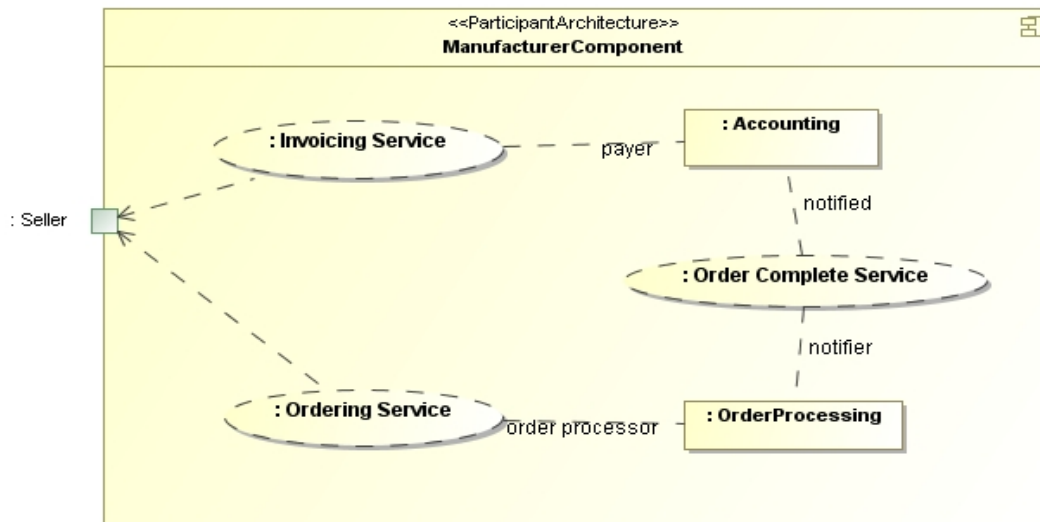 <<ParticipantArchitecture>>
ManufacturerComponent
: Invoicing Service
: Accounting
payer
: Seller
notified
: Order Complete Service
notifier
: Ordering Service
: OrderProcessing
order processor